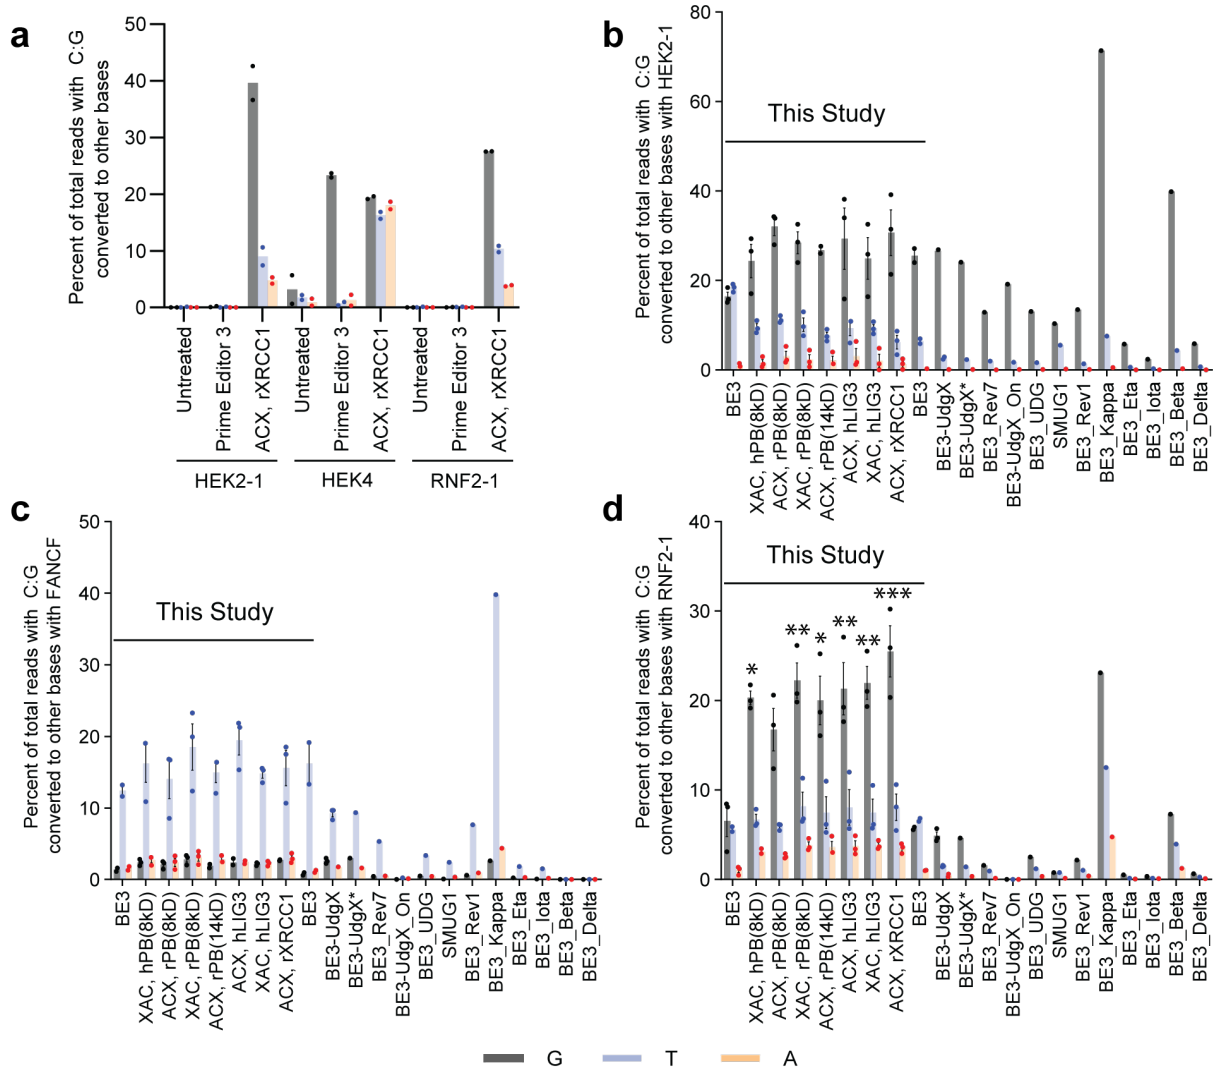 a
Percent of total reads with C:G
converted to other bases
50
40
30
20
10
0
Untreated
Prime Editor 3
ACX, rXRCC1
Untreated
Prime Editor 3
ACX, rXRCC1
Untreated
Prime Editor 3
ACX, rXRCC1
HEK2-1
HEK4
RNF2-1
b
Percent of total reads with C:G
converted to other bases with HEK2-1
80
60
40
20
0
This Study
BE3
XAC, hPB(8kD)
ACX, rPB(8kD)
XAC, rPB(8kD)
ACX, rPB(14kD)
ACX, hLIG3
XAC, hLIG3
ACX, rXRCC1
BE3
BE3-UdgX
BE3-UdgX*
BE3_Rev7
BE3-UdgX_On
BE3_UDG
SMUG1
BE3_Rev1
BE3_Kappa
BE3_Eta
BE3_Iota
BE3_Beta
BE3_Delta
c
Percent of total reads with C:G
converted to other bases with FANCF
50
40
30
20
10
0
This Study
BE3
XAC, hPB(8kD)
ACX, rPB(8kD)
XAC, rPB(8kD)
ACX, rPB(14kD)
ACX, hLIG3
XAC, hLIG3
ACX, rXRCC1
BE3
BE3-UdgX
BE3-UdgX*
BE3_Rev7
BE3-UdgX_On
BE3_UDG
SMUG1
BE3_Rev1
BE3_Kappa
BE3_Eta
BE3_Iota
BE3_Beta
BE3_Delta
d
Percent of total reads with C:G
converted to other bases with RNF2-1
40
30
20
10
0
This Study
*
**
*
**
**
***
BE3
XAC, hPB(8kD)
ACX, rPB(8kD)
XAC, rPB(8kD)
ACX, rPB(14kD)
ACX, hLIG3
XAC, hLIG3
ACX, rXRCC1
BE3
BE3-UdgX
BE3-UdgX*
BE3_Rev7
BE3-UdgX_On
BE3_UDG
SMUG1
BE3_Rev1
BE3_Kappa
BE3_Eta
BE3_Iota
BE3_Beta
BE3_Delta
G
T
A